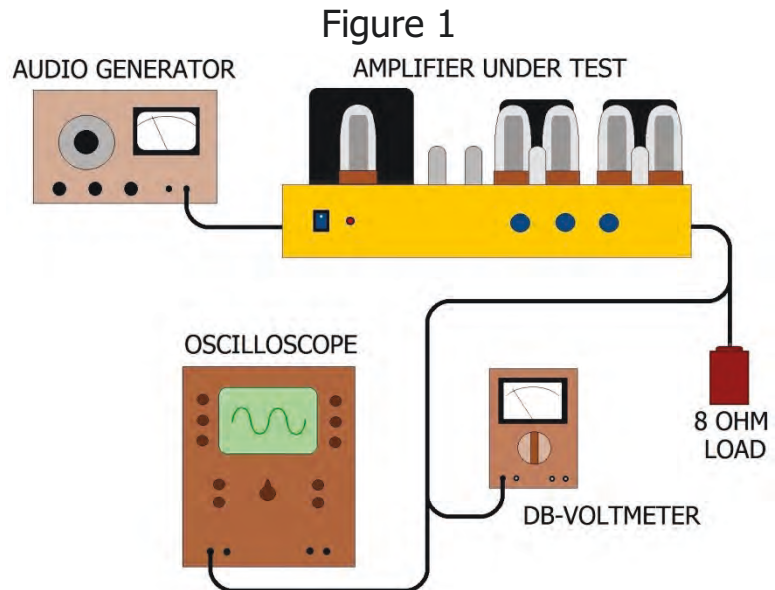 Figure 1
AUDIO GENERATOR
AMPLIFIER UNDER TEST
OSCILLOSCOPE
8 OHM
LOAD
DB-VOLTMETER